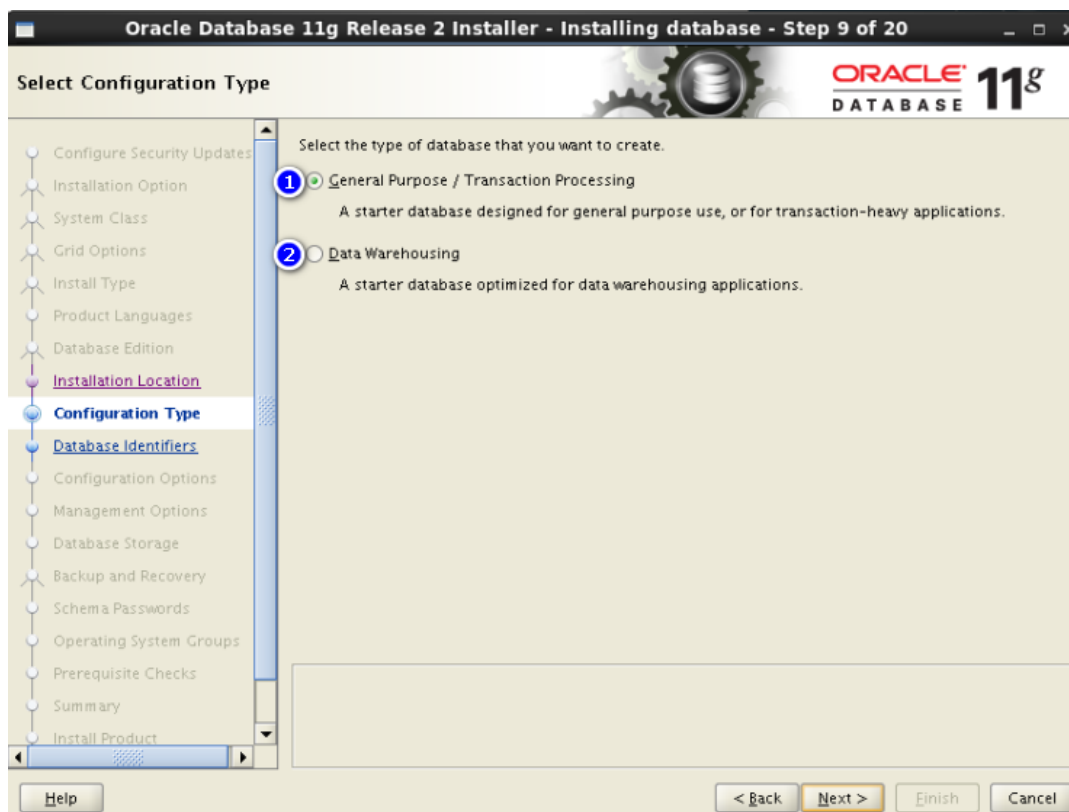 Oracle Database 11g Release 2 Installer - Installing database - Step 9 of 20
Select Configuration Type
ORACLE
DATABASE 11g
Configure Security Updates
Installation Option
System Class
Grid Options
Install Type
Product Languages
Database Edition
Installation Location
Configuration Type
Database Identifiers
Configuration Options
Management Options
Database Storage
Backup and Recovery
Schema Passwords
Operating System Groups
Prerequisite Checks
Summary
Install Product
Select the type of database that you want to create.
1 General Purpose / Transaction Processing
A starter database designed for general purpose use, or for transaction-heavy applications.
2 Data Warehousing
A starter database optimized for data warehousing applications.
Help < Back Next > Finish Cancel